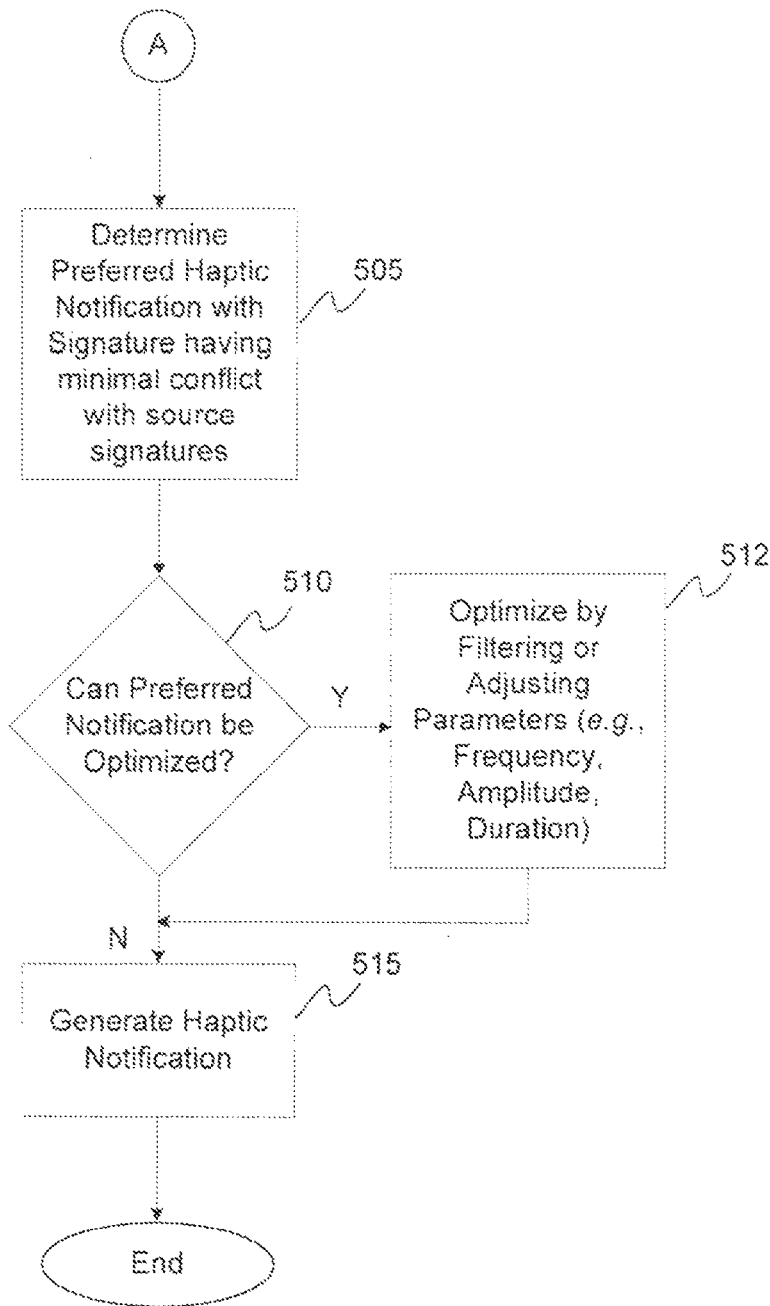 A
Determine
Preferred Haptic
Notification with
Signature having
minimal conflict
with source
signatures
505
510
Can Preferred
Notification be
Optimized?
Y
512
Optimize by
Filtering or
Adjusting
Parameters (e.g.,
Frequency,
Amplitude,
Duration)
N
515
Generate Haptic
Notification
End